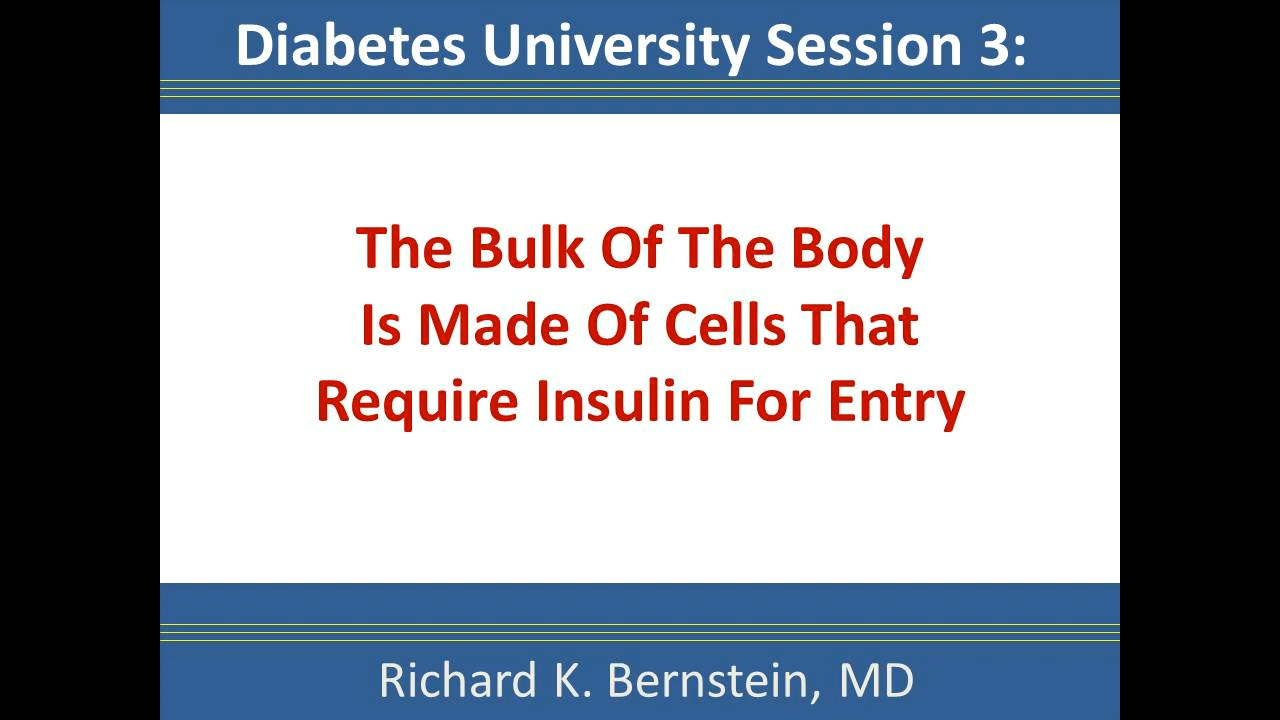 Diabetes University Session 3:
The Bulk Of The Body
Is Made Of Cells That
Require Insulin For Entry
Richard K. Bernstein, MD